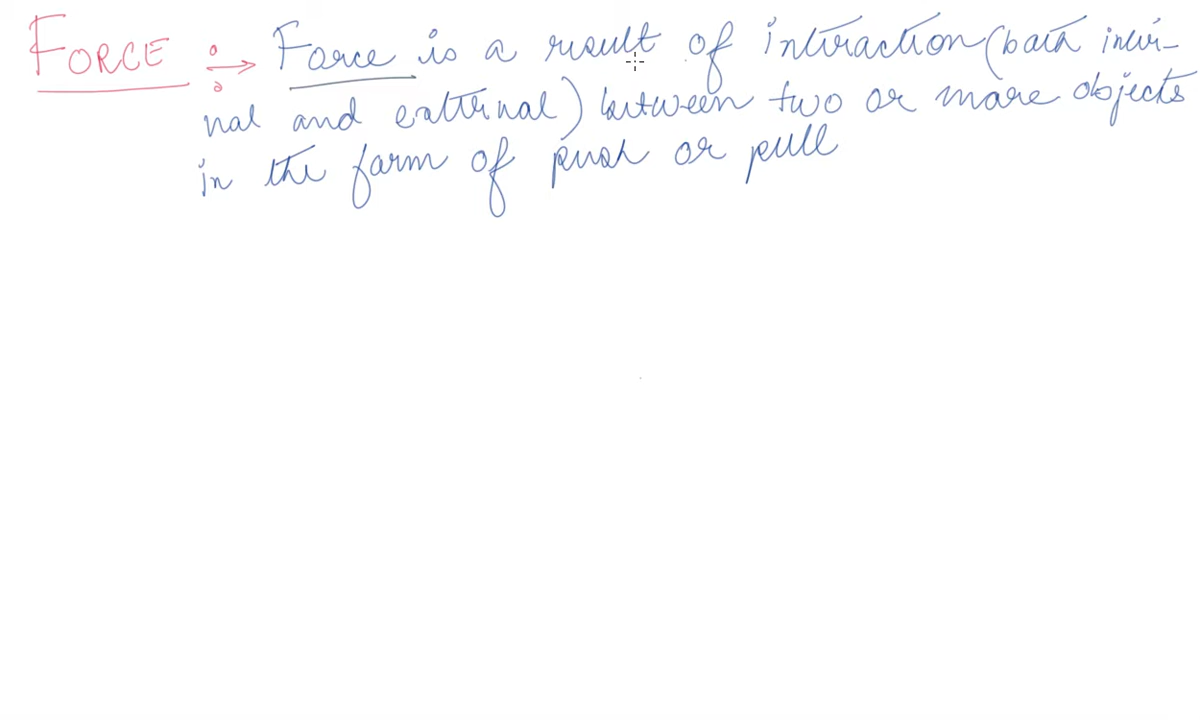 FORCE :→ Force is a result of interaction (both inter-
nal and external) between two or more objects
in the form of push or pull